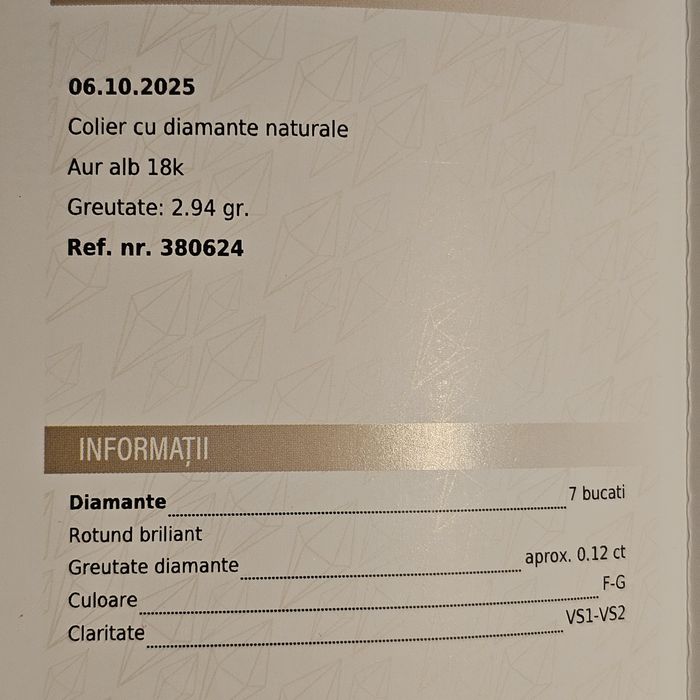 06.10.2025
Colier cu diamante naturale
Aur alb 18k
Greutate: 2.94 gr.
Ref. nr. 380624
INFORMAȚII
Diamante 7 bucati
Rotund briliant
Greutate diamante aprox. 0.12 ct
Culoare F-G
Claritate VS1-VS2